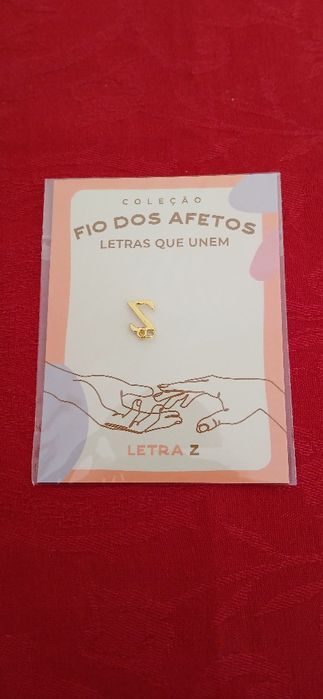 COLEÇÃO
FIO DOS AFETOS
LETRAS QUE UNEM
Z
LETRA Z